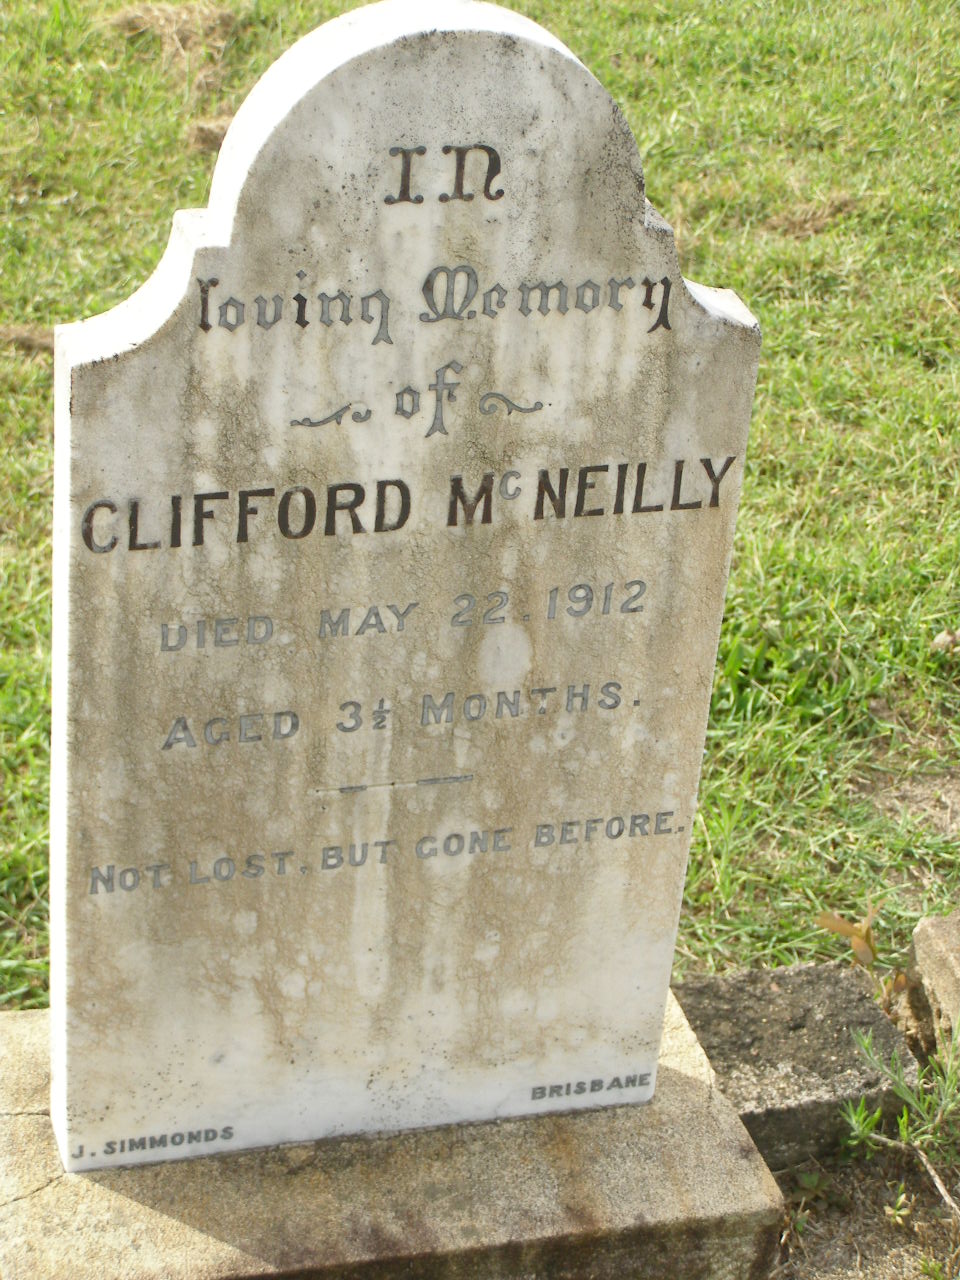 In
loving Memory
of
CLIFFORD McNEILLY
DIED MAY 22. 1912
AGED 3½ MONTHS.
NOT LOST, BUT GONE BEFORE.
J. SIMMONDS BRISBANE